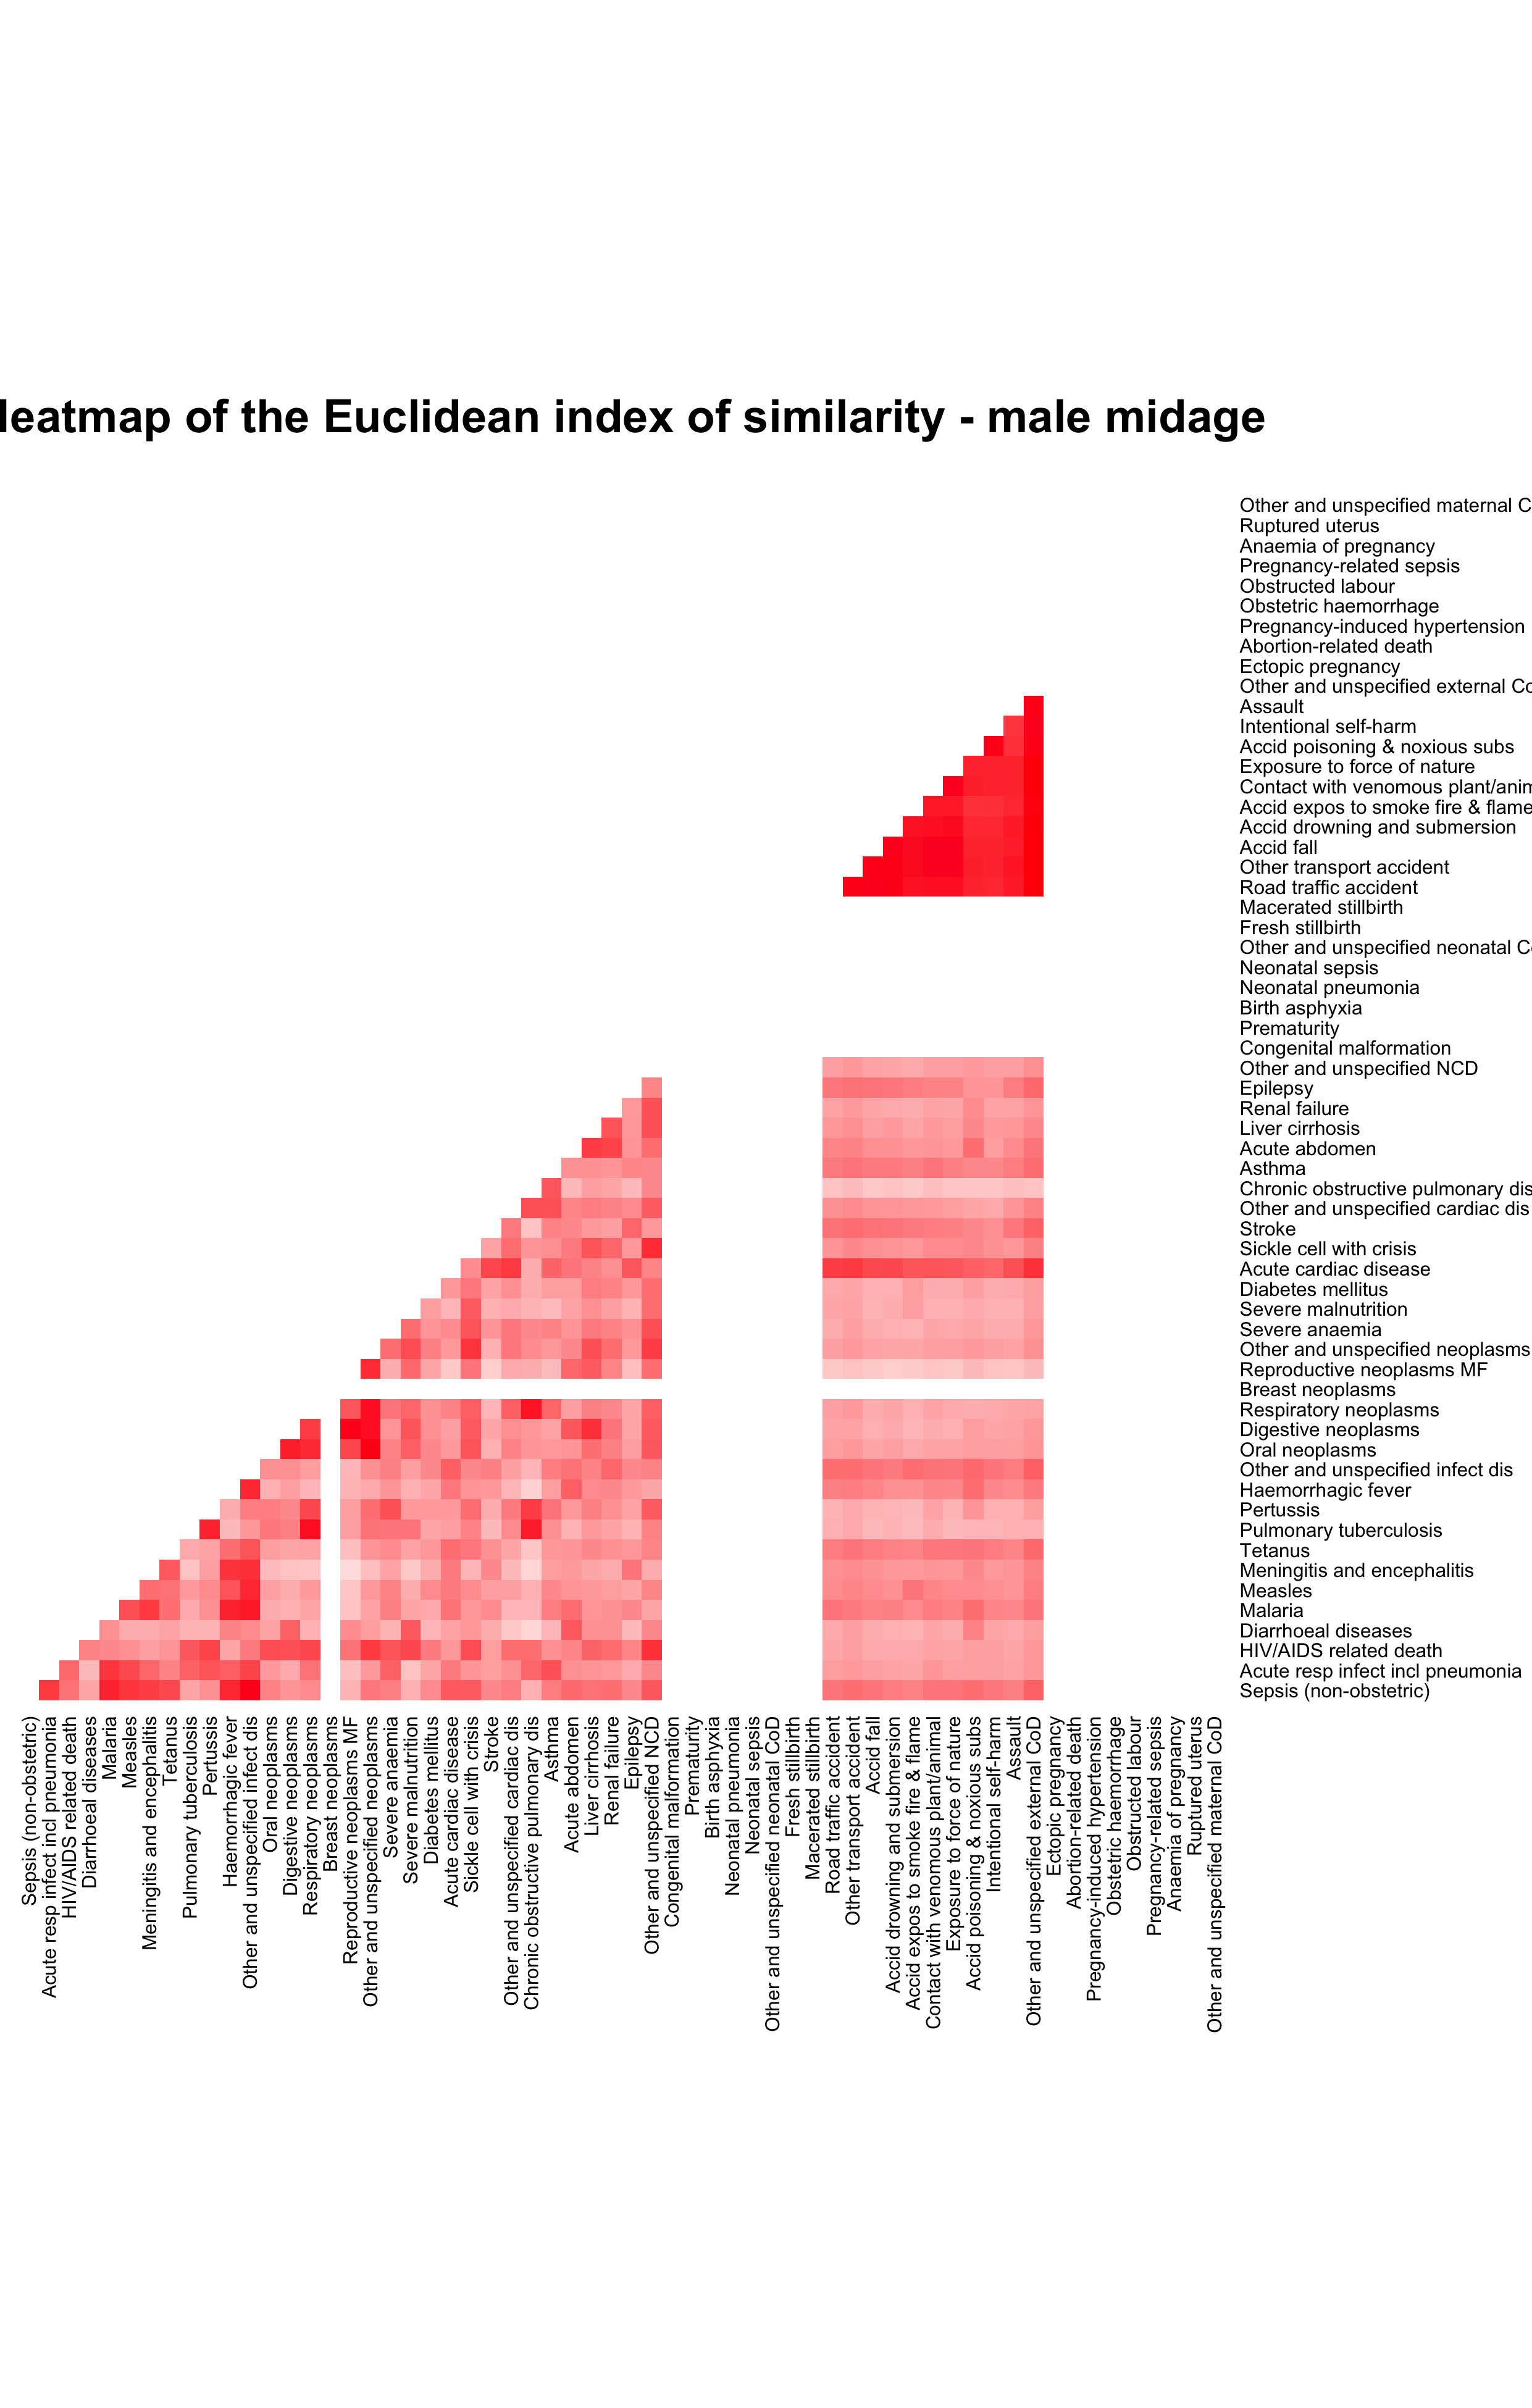 leatmap of the Euclidean index of similarity - male midage
Other and unspecified maternal C
Ruptured uterus
Anaemia of pregnancy
Pregnancy-related sepsis
Obstructed labour
Obstetric haemorrhage
Pregnancy-induced hypertension
Abortion-related death
Ectopic pregnancy
Other and unspecified external Co
Assault
Intentional self-harm
Accid poisoning & noxious subs
Exposure to force of nature
Contact with venomous plant/anim
Accid expos to smoke fire & flame
Accid drowning and submersion
Accid fall
Other transport accident
Road traffic accident
Macerated stillbirth
Fresh stillbirth
Other and unspecified neonatal Co
Neonatal sepsis
Neonatal pneumonia
Birth asphyxia
Prematurity
Congenital malformation
Other and unspecified NCD
Epilepsy
Renal failure
Liver cirrhosis
Acute abdomen
Asthma
Chronic obstructive pulmonary dis
Other and unspecified cardiac dis
Stroke
Sickle cell with crisis
Acute cardiac disease
Diabetes mellitus
Severe malnutrition
Severe anaemia
Other and unspecified neoplasms
Reproductive neoplasms MF
Breast neoplasms
Respiratory neoplasms
Digestive neoplasms
Oral neoplasms
Other and unspecified infect dis
Haemorrhagic fever
Pertussis
Pulmonary tuberculosis
Tetanus
Meningitis and encephalitis
Measles
Malaria
Diarrhoeal diseases
HIV/AIDS related death
Acute resp infect incl pneumonia
Sepsis (non-obstetric)
Sepsis (non-obstetric)
Acute resp infect incl pneumonia
HIV/AIDS related death
Diarrhoeal diseases
Malaria
Measles
Meningitis and encephalitis
Tetanus
Pulmonary tuberculosis
Pertussis
Haemorrhagic fever
Other and unspecified infect dis
Oral neoplasms
Digestive neoplasms
Respiratory neoplasms
Breast neoplasms
Reproductive neoplasms MF
Other and unspecified neoplasms
Severe anaemia
Severe malnutrition
Diabetes mellitus
Acute cardiac disease
Sickle cell with crisis
Stroke
Other and unspecified cardiac dis
Chronic obstructive pulmonary dis
Asthma
Acute abdomen
Liver cirrhosis
Renal failure
Epilepsy
Other and unspecified NCD
Congenital malformation
Prematurity
Birth asphyxia
Neonatal pneumonia
Neonatal sepsis
Other and unspecified neonatal CoD
Fresh stillbirth
Macerated stillbirth
Road traffic accident
Other transport accident
Accid fall
Accid drowning and submersion
Accid expos to smoke fire & flame
Contact with venomous plant/animal
Exposure to force of nature
Accid poisoning & noxious subs
Intentional self-harm
Assault
Other and unspecified external CoD
Ectopic pregnancy
Abortion-related death
Pregnancy-induced hypertension
Obstetric haemorrhage
Obstructed labour
Pregnancy-related sepsis
Anaemia of pregnancy
Ruptured uterus
Other and unspecified maternal CoD